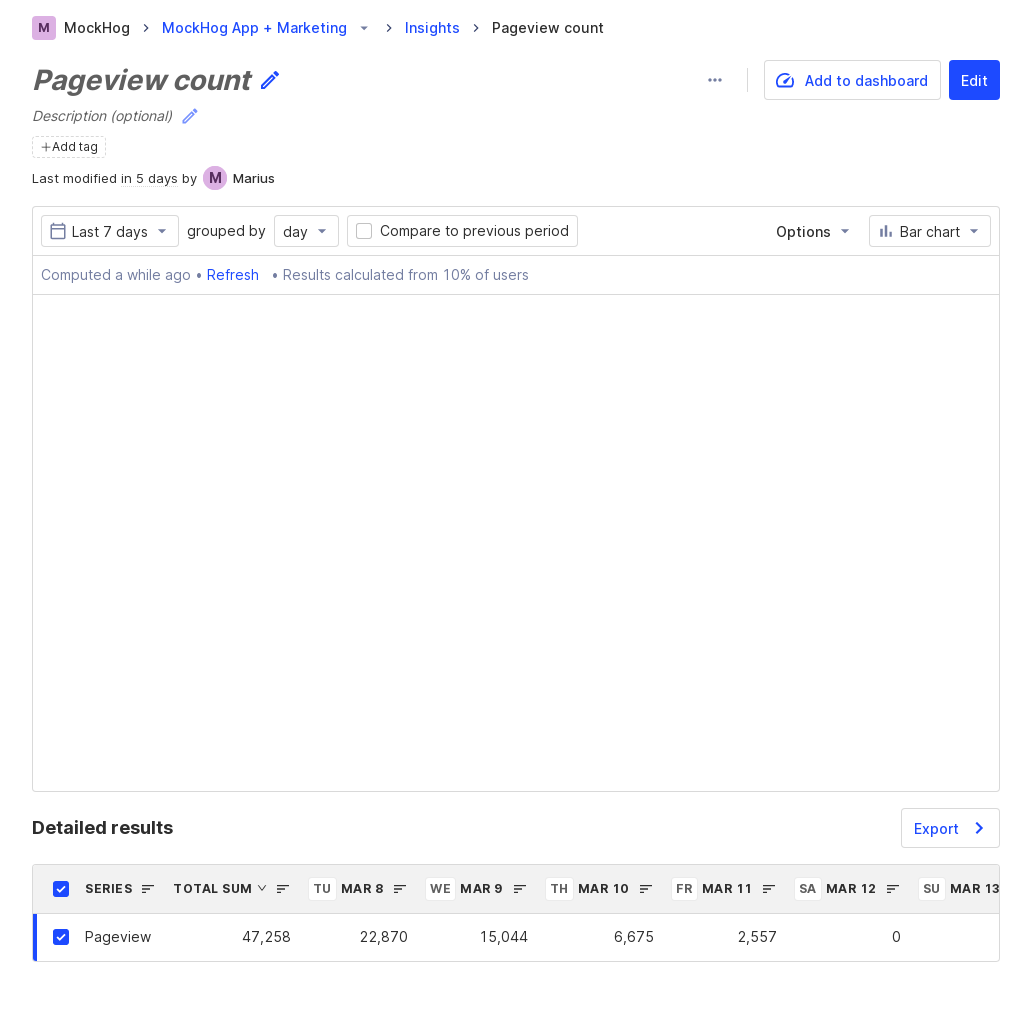 M MockHog MockHog App + Marketing Insights Pageview count
Pageview count
Add to dashboard
Edit
Description (optional)
+Add tag
Last modified in 5 days by M Marius
Last 7 days grouped by day Compare to previous period Options Bar chart
Computed a while ago • Refresh • Results calculated from 10% of users
Detailed results
Export
SERIES TOTAL SUM TU MAR 8 WE MAR 9 TH MAR 10 FR MAR 11 SA MAR 12 SU MAR 13
Pageview 47,258 22,870 15,044 6,675 2,557 0